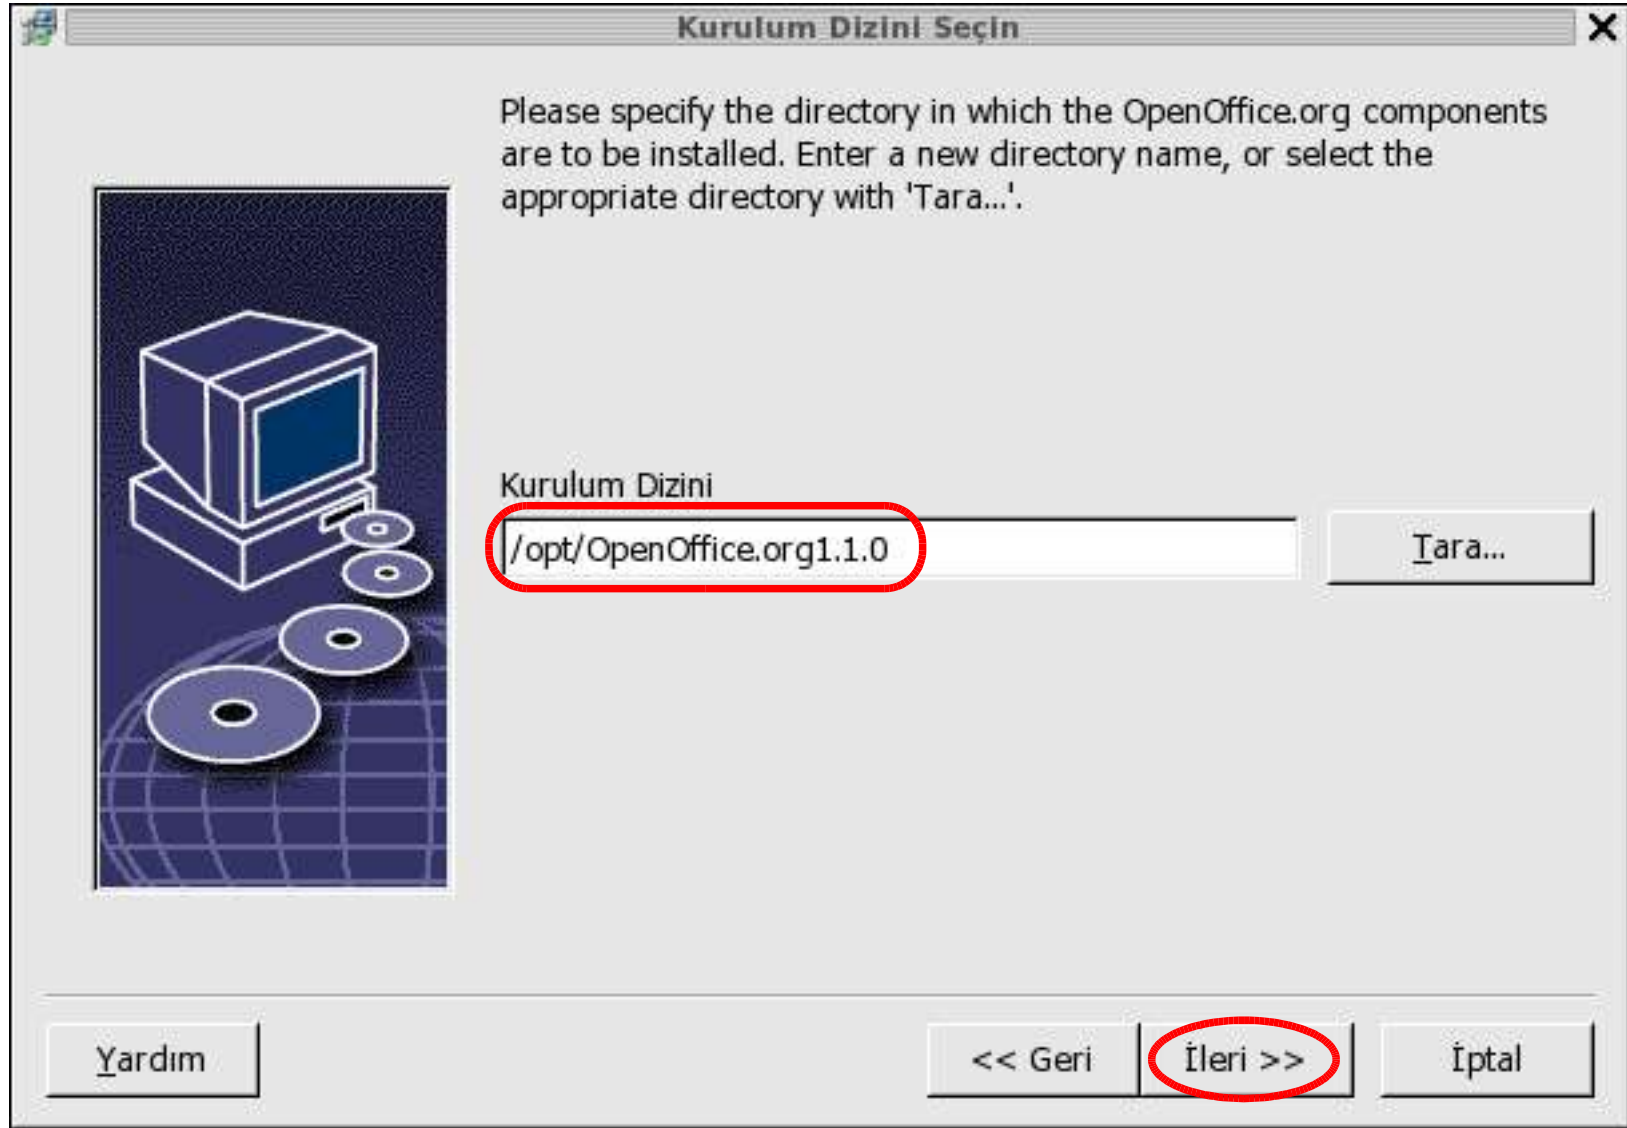 Kurulum Dizini Seçin
Please specify the directory in which the OpenOffice.org components
are to be installed. Enter a new directory name, or select the
appropriate directory with 'Tara...'.
Kurulum Dizini
/opt/OpenOffice.org1.1.0
Tara...
Yardım
<< Geri
İleri >>
İptal